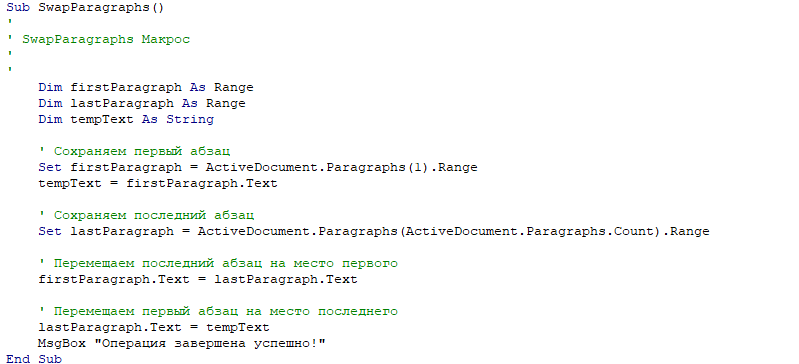 Sub SwapParagraphs()
'
' SwapParagraphs Макрос
'
'
    Dim firstParagraph As Range
    Dim lastParagraph As Range
    Dim tempText As String

    ' Сохраняем первый абзац
    Set firstParagraph = ActiveDocument.Paragraphs(1).Range
    tempText = firstParagraph.Text

    ' Сохраняем последний абзац
    Set lastParagraph = ActiveDocument.Paragraphs(ActiveDocument.Paragraphs.Count).Range

    ' Перемещаем последний абзац на место первого
    firstParagraph.Text = lastParagraph.Text

    ' Перемещаем первый абзац на место последнего
    lastParagraph.Text = tempText
    MsgBox "Операция завершена успешно!"
End Sub